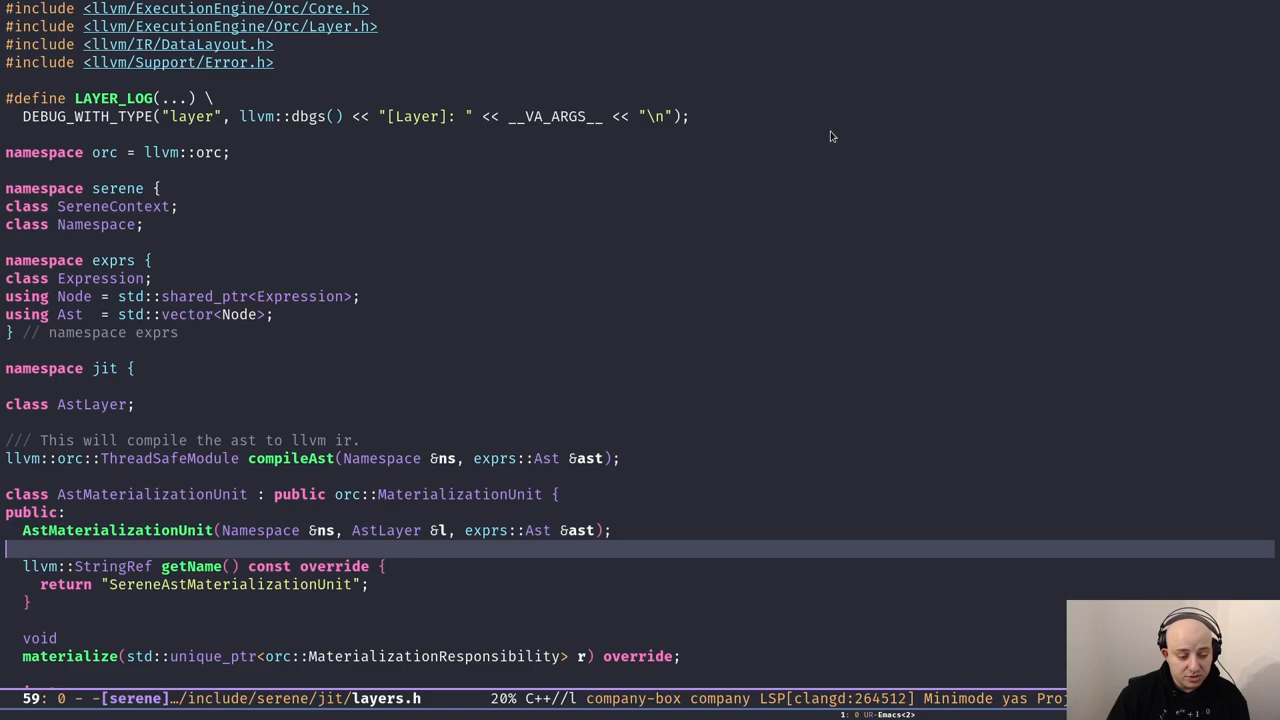 #include <llvm/ExecutionEngine/Orc/Core.h>
#include <llvm/ExecutionEngine/Orc/Layer.h>
#include <llvm/IR/DataLayout.h>
#include <llvm/Support/Error.h>
#define LAYER_LOG(...) \
DEBUG_WITH_TYPE("layer", llvm::dbgs() << "[Layer]: " << __VA_ARGS__ << "\n");
namespace orc = llvm::orc;
namespace serene {
class SereneContext;
class Namespace;
namespace exprs {
class Expression;
using Node = std::shared_ptr<Expression>;
using Ast  = std::vector<Node>;
} // namespace exprs
namespace jit {
class AstLayer;
/// This will compile the ast to llvm ir.
llvm::orc::ThreadSafeModule compileAst(Namespace &ns, exprs::Ast &ast);
class AstMaterializationUnit : public orc::MaterializationUnit {
public:
AstMaterializationUnit(Namespace &ns, AstLayer &l, exprs::Ast &ast);
llvm::StringRef getName() const override {
return "SereneAstMaterializationUnit";
}
void
materialize(std::unique_ptr<orc::MaterializationResponsibility> r) override;
59: 0 - -[serene]…/include/serene/jit/layers.h 20% C++//l company-box company LSP[clangd:264512] Minimode yas Proj
1: 0 UR-Emacs<2>